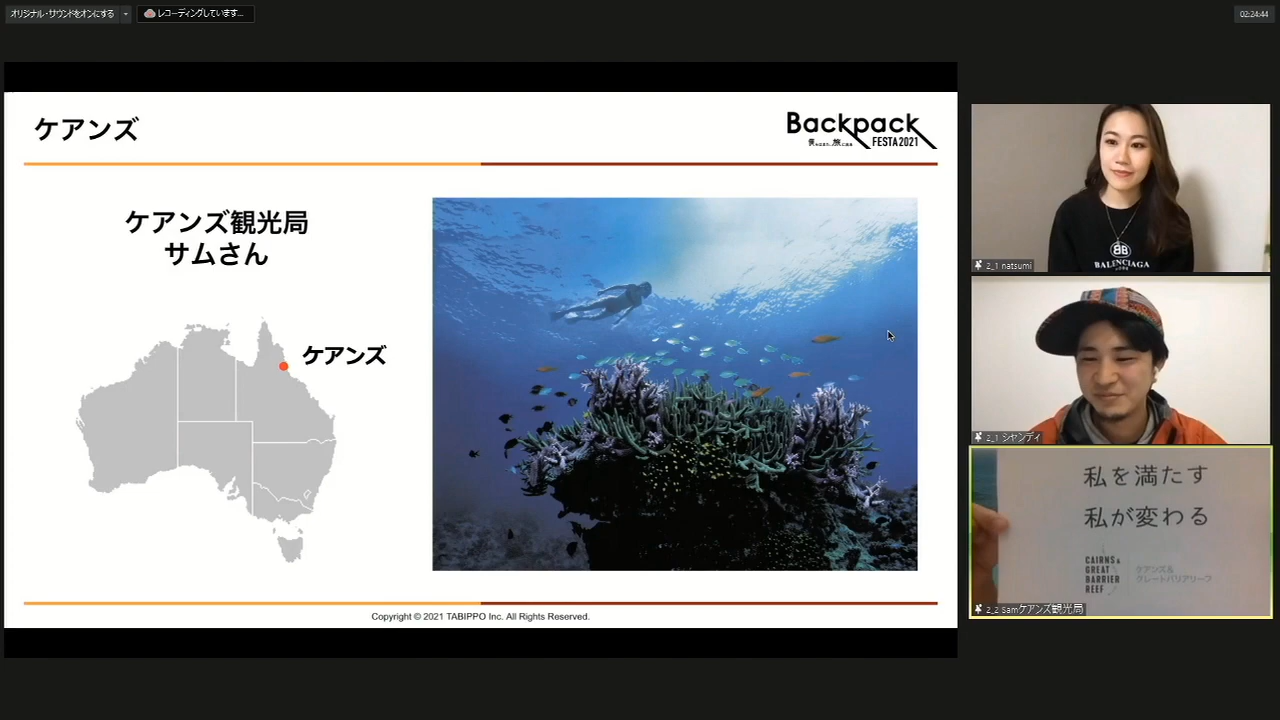 オリジナル・サウンドをオンにする
レコーディングしています...
02:24:44
ケアンズ
Backpack
FESTA 2021
ケアンズ観光局
サムさん
ケアンズ
Copyright © 2021 TABIPPO Inc. All Rights Reserved.
BALENCIAGA
2_1 natsumi
2_1 シャンディ
私を満たす
私が変わる
CAIRNS &
GREAT
BARRIER
REEF
ケアンズ&
グレートバリアリーフ
2_2 Samケアンズ観光局